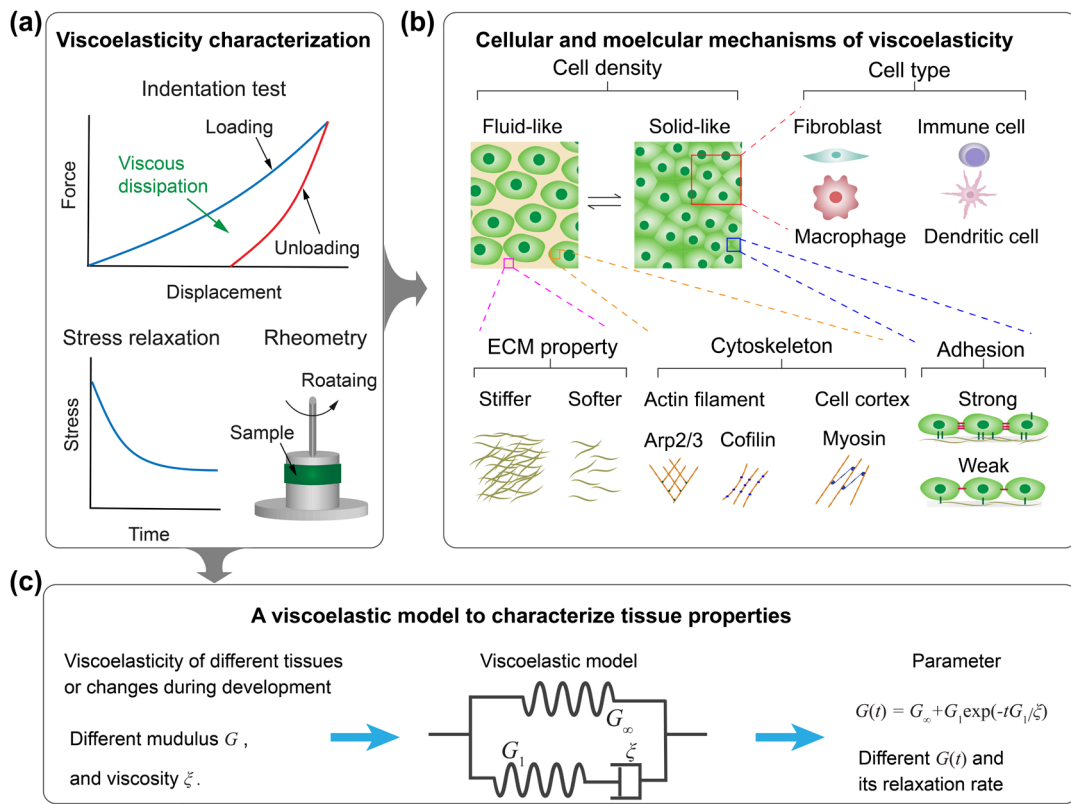 (a)
Viscoelasticity characterization
Indentation test
Loading
Viscous
dissipation
Unloading
Force
Displacement
Stress relaxation
Stress
Time
Rheometry
Roataing
Sample
(b)
Cellular and moelcular mechanisms of viscoelasticity
Cell density
Cell type
Fluid-like
Solid-like
Fibroblast
Immune cell
Macrophage
Dendritic cell
ECM property
Cytoskeleton
Adhesion
Stiffer
Softer
Actin filament
Cell cortex
Strong
Arp2/3
Cofilin
Myosin
Weak
(c)
A viscoelastic model to characterize tissue properties
Viscoelasticity of different tissues
or changes during development
Different mudulus G ,
and viscosity ξ .
Viscoelastic model
G∞
G₁
ξ
Parameter
G(t) = G∞+G₁exp(-tG₁/ξ)
Different G(t) and
its relaxation rate